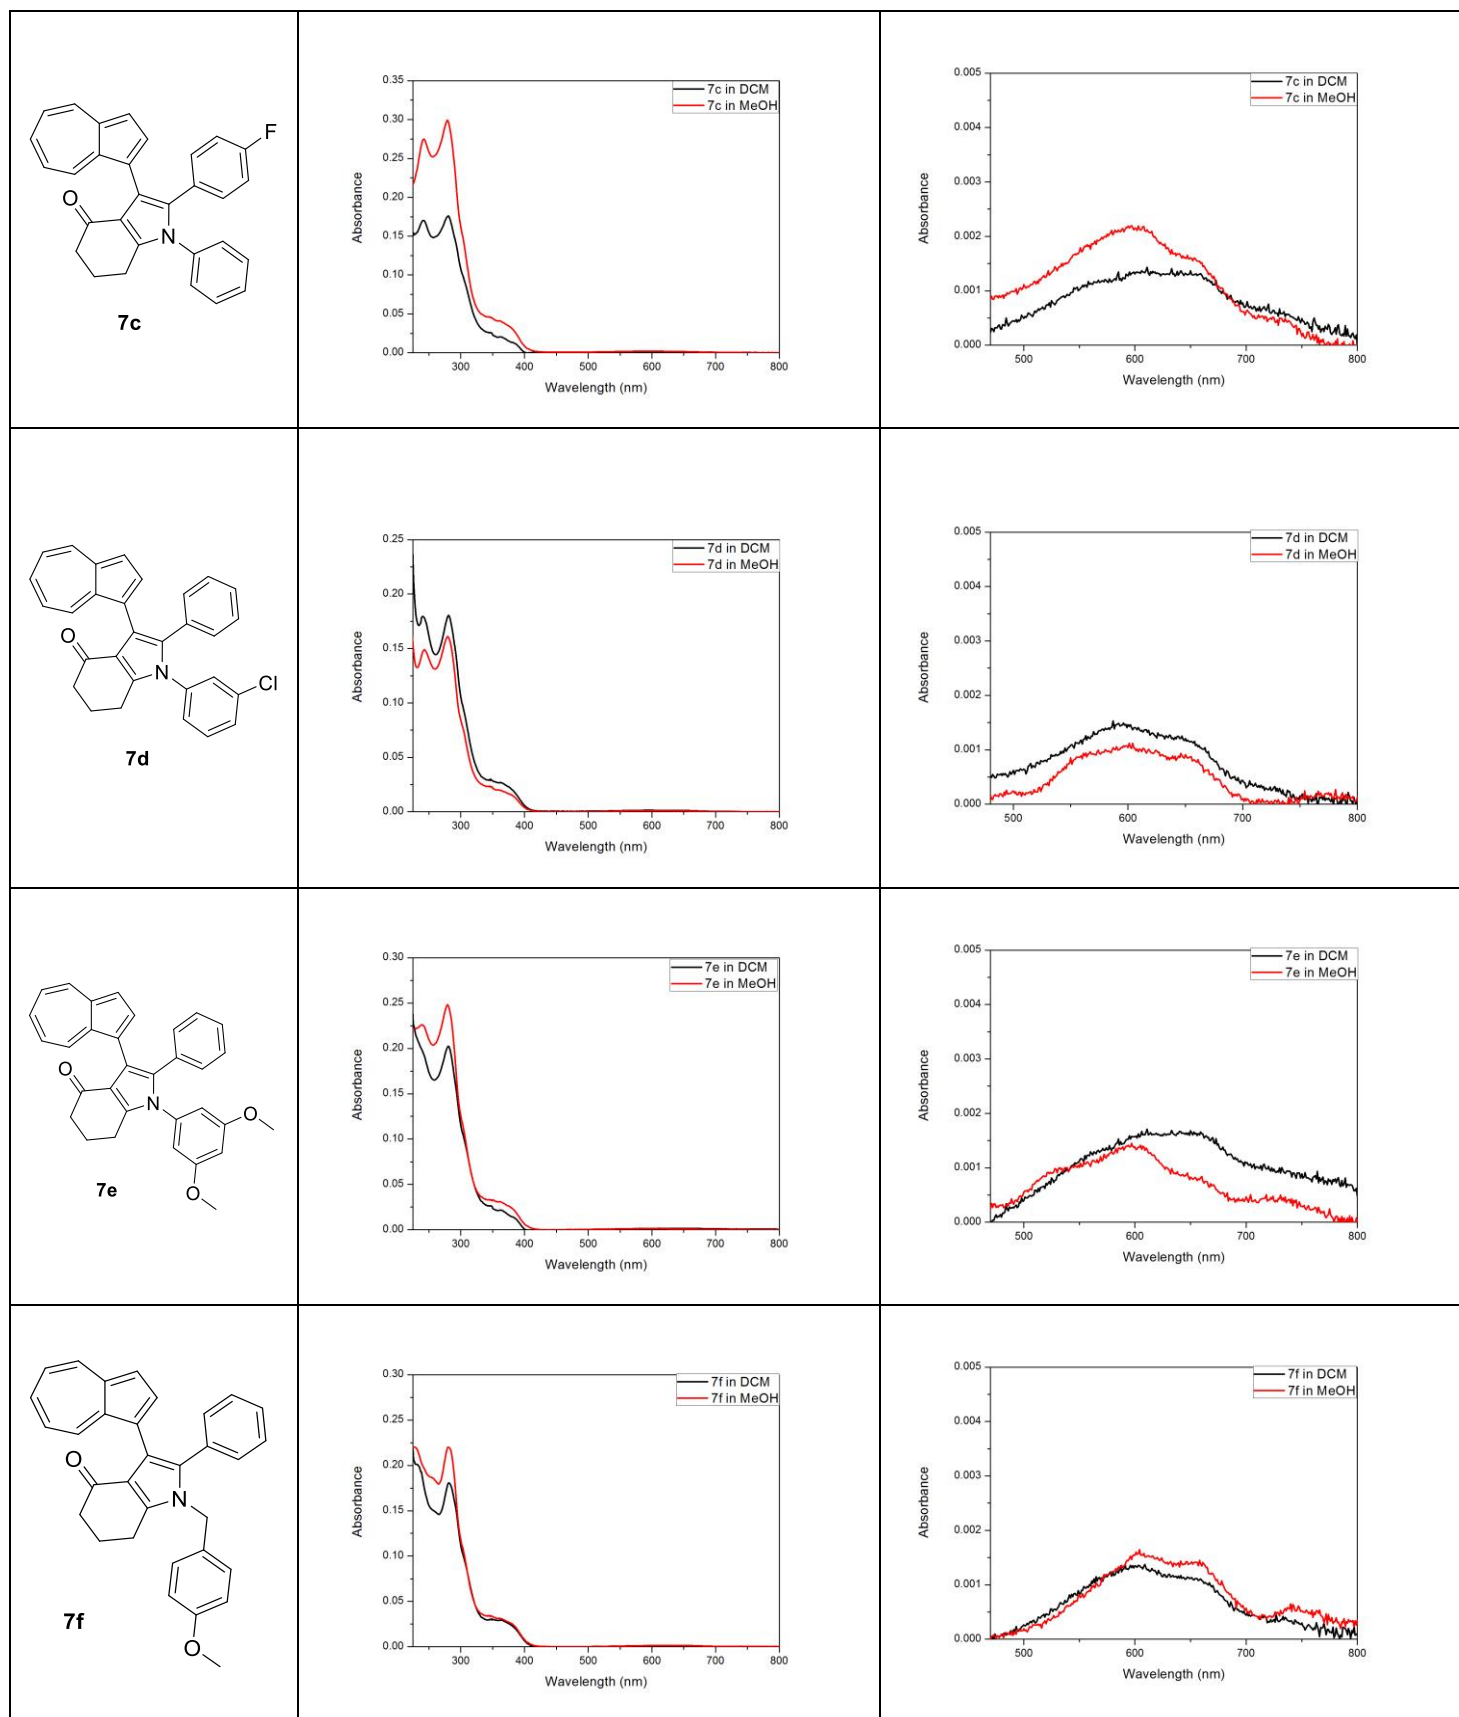 F
O
N
7c
0.35
0.30
0.25
0.20
0.15
0.10
0.05
0.00
Absorbance
7c in DCM
7c in MeOH
300 400 500 600 700 800
Wavelength (nm)
0.005
0.004
0.003
0.002
0.001
0.000
Absorbance
7c in DCM
7c in MeOH
500 600 700 800
Wavelength (nm)
O
N
Cl
7d
0.25
0.20
0.15
0.10
0.05
0.00
Absorbance
7d in DCM
7d in MeOH
300 400 500 600 700 800
Wavelength (nm)
0.005
0.004
0.003
0.002
0.001
0.000
Absorbance
7d in DCM
7d in MeOH
500 600 700 800
Wavelength (nm)
O
N
O
O
7e
0.30
0.25
0.20
0.15
0.10
0.05
0.00
Absorbance
7e in DCM
7e in MeOH
300 400 500 600 700 800
Wavelength (nm)
0.005
0.004
0.003
0.002
0.001
0.000
Absorbance
7e in DCM
7e in MeOH
500 600 700 800
Wavelength (nm)
O
N
7f
O
0.30
0.25
0.20
0.15
0.10
0.05
0.00
Absorbance
7f in DCM
7f in MeOH
300 400 500 600 700 800
Wavelength (nm)
0.005
0.004
0.003
0.002
0.001
0.000
Absorbance
7f in DCM
7f in MeOH
500 600 700 800
Wavelength (nm)